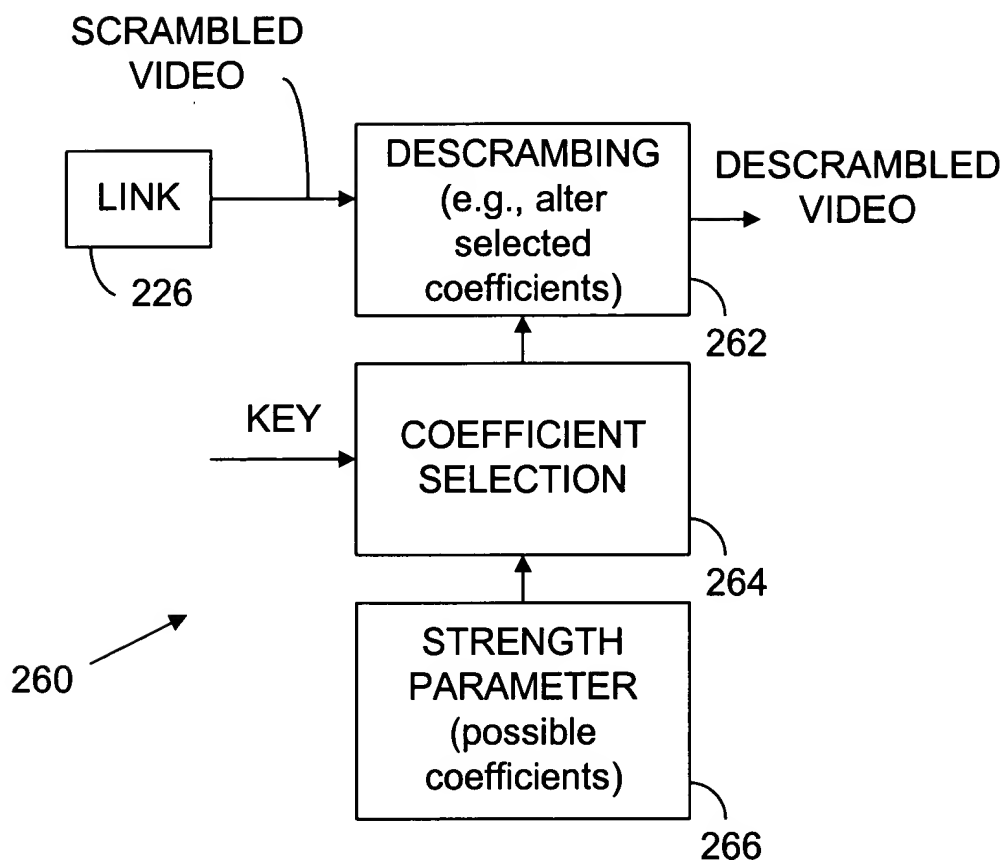 SCRAMBLED
VIDEO
LINK
226
DESCRAMBING
(e.g., alter
selected
coefficients)
262
DESCRAMBLED
VIDEO
KEY
COEFFICIENT
SELECTION
264
260
STRENGTH
PARAMETER
(possible
coefficients)
266